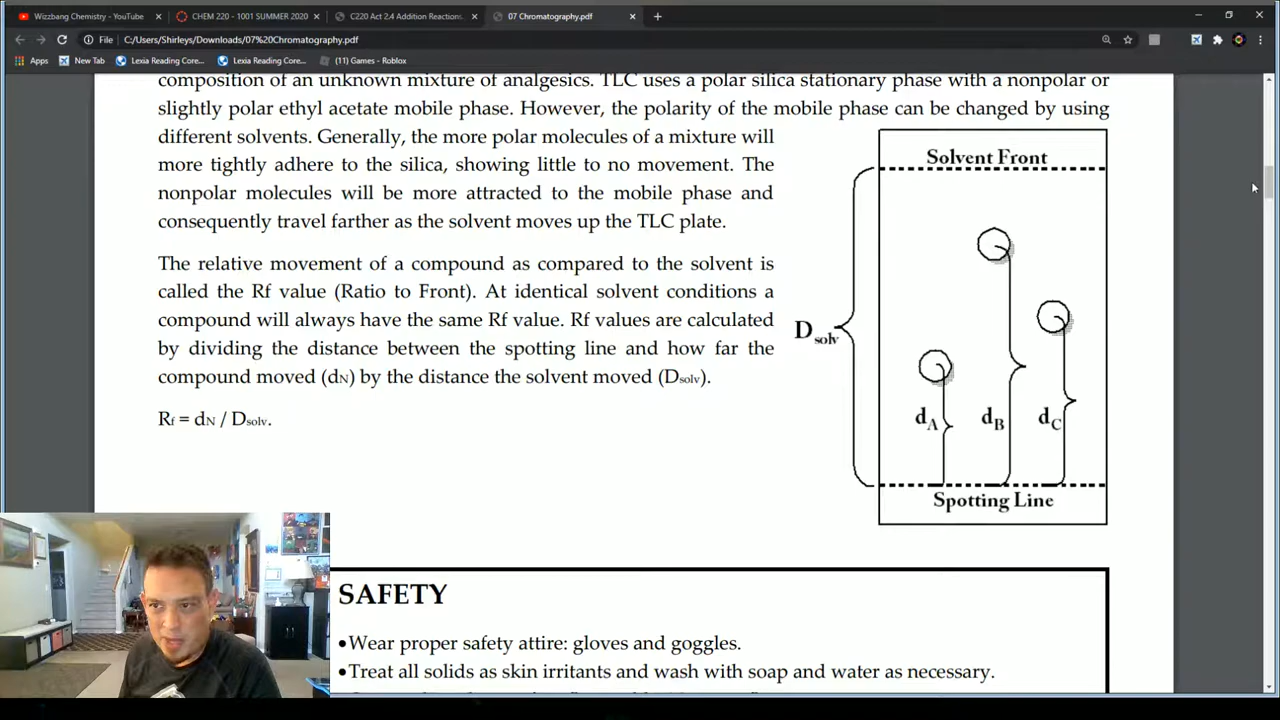 Wizzbang Chemistry - YouTube
CHEM 220 - 1001 SUMMER 2020
C220 Act 2.4 Addition Reactions.
07 Chromatography.pdf
File
C:/Users/Shirleys/Downloads/07%20Chromatography.pdf
Apps
New Tab
Lexia Reading Core...
Lexia Reading Core...
(11) Games - Roblox
composition of an unknown mixture of analgesics. TLC uses a polar silica stationary phase with a nonpolar or
slightly polar ethyl acetate mobile phase. However, the polarity of the mobile phase can be changed by using
different solvents. Generally, the more polar molecules of a mixture will
more tightly adhere to the silica, showing little to no movement. The
nonpolar molecules will be more attracted to the mobile phase and
consequently travel farther as the solvent moves up the TLC plate.
The relative movement of a compound as compared to the solvent is
called the Rf value (Ratio to Front). At identical solvent conditions a
compound will always have the same Rf value. Rf values are calculated
by dividing the distance between the spotting line and how far the
compound moved (dN) by the distance the solvent moved (Dsolv).
Rf = dN / Dsolv.
Solvent Front
Dsolv
dA
dB
dC
Spotting Line
SAFETY
•Wear proper safety attire: gloves and goggles.
•Treat all solids as skin irritants and wash with soap and water as necessary.